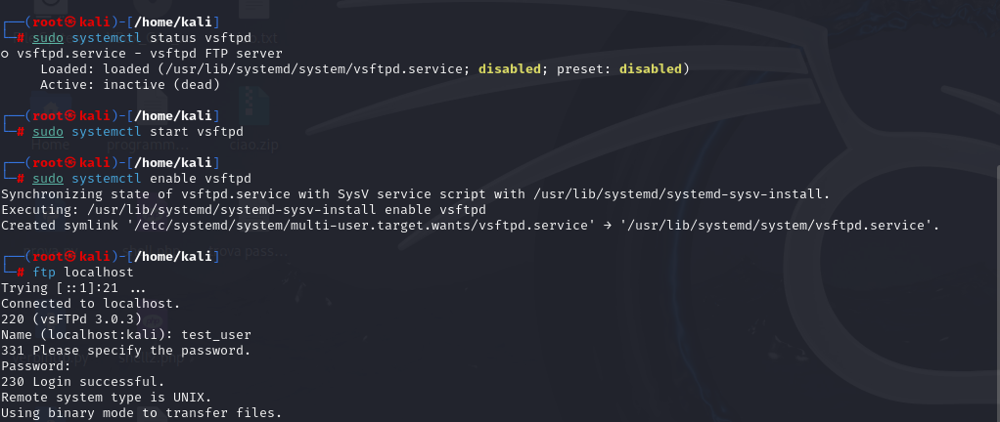 ┌──(root㉿kali)-[/home/kali]
└─# sudo systemctl status vsftpd
○ vsftpd.service - vsftpd FTP server
     Loaded: loaded (/usr/lib/systemd/system/vsftpd.service; disabled; preset: disabled)
     Active: inactive (dead)
┌──(root㉿kali)-[/home/kali]
└─# sudo systemctl start vsftpd
Home
programm...
ciao.zip
┌──(root㉿kali)-[/home/kali]
└─# sudo systemctl enable vsftpd
Synchronizing state of vsftpd.service with SysV service script with /usr/lib/systemd/systemd-sysv-install.
Executing: /usr/lib/systemd/systemd-sysv-install enable vsftpd
Created symlink '/etc/systemd/system/multi-user.target.wants/vsftpd.service' → '/usr/lib/systemd/system/vsftpd.service'.
┌──(root㉿kali)-[/home/kali]
└─# ftp localhost
Trying [::1]:21 ...
Connected to localhost.
220 (vsFTPd 3.0.3)
Name (localhost:kali): test_user
331 Please specify the password.
Password:
230 Login successful.
Remote system type is UNIX.
Using binary mode to transfer files.